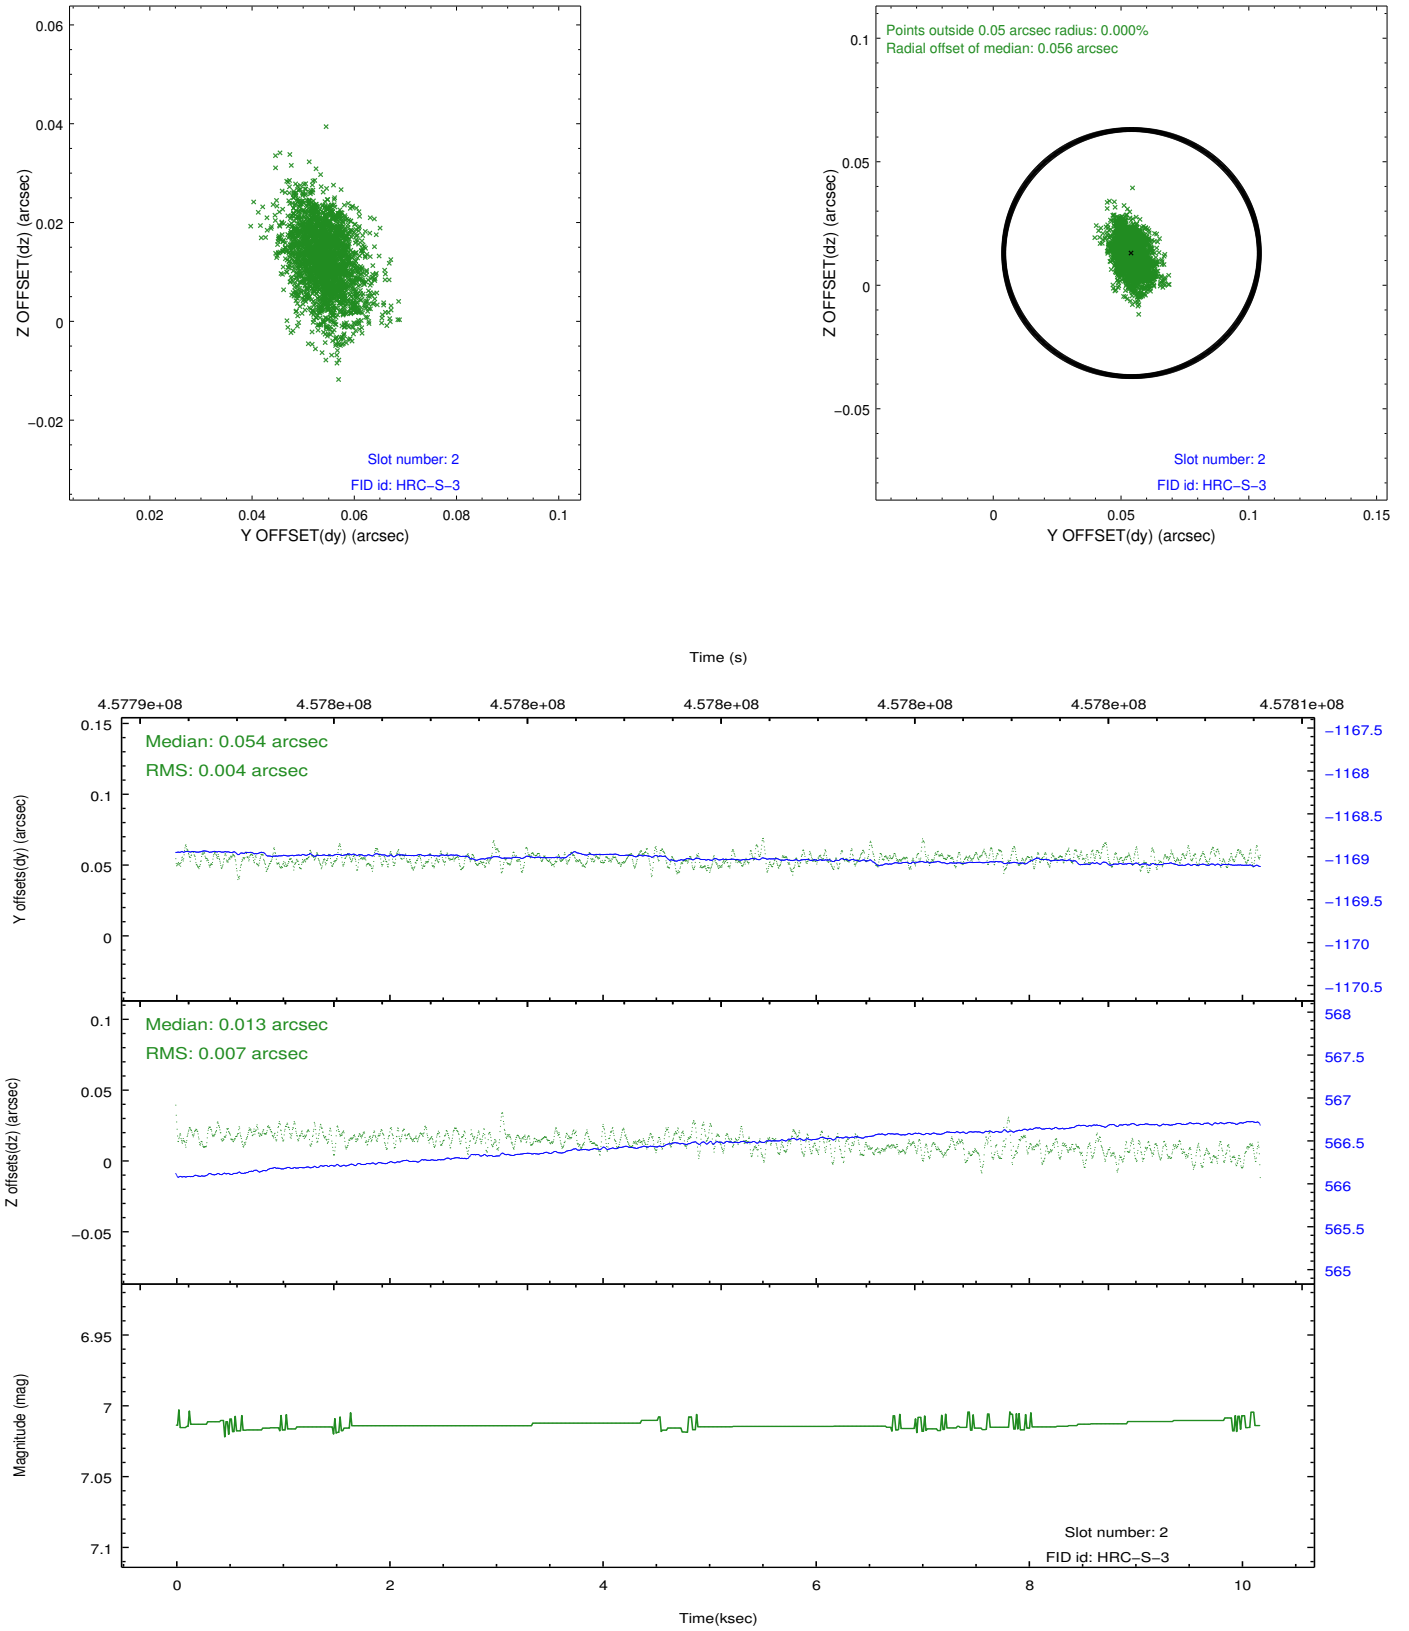 0.06
0.04
0.02
0
−0.02
Z OFFSET(dz) (arcsec)
Slot number: 2
FID id: HRC−S−3
0.02
0.04
0.06
0.08
0.1
Y OFFSET(dy) (arcsec)
Points outside 0.05 arcsec radius: 0.000%
Radial offset of median: 0.056 arcsec
0.1
0.05
0
−0.05
Z OFFSET(dz) (arcsec)
Slot number: 2
FID id: HRC−S−3
0
0.05
0.1
0.15
Y OFFSET(dy) (arcsec)
Time (s)
4.5779e+08
4.578e+08
4.578e+08
4.578e+08
4.578e+08
4.578e+08
4.5781e+08
Median: 0.054 arcsec
RMS: 0.004 arcsec
0.15
0.1
0.05
0
Y offsets(dy) (arcsec)
−1167.5
−1168
−1168.5
−1169
−1169.5
−1170
−1170.5
Median: 0.013 arcsec
RMS: 0.007 arcsec
0.1
0.05
0
−0.05
Z offsets(dz) (arcsec)
568
567.5
567
566.5
566
565.5
565
6.95
7
7.05
7.1
Magnitude (mag)
Slot number: 2
FID id: HRC−S−3
0
2
4
6
8
10
Time(ksec)